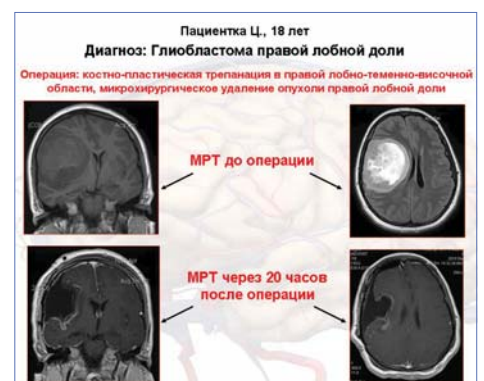 Пациентка Ц., 18 лет
Диагноз: Глиобластома правой лобной доли
Операция: костно-пластическая трепанация в правой лобно-теменно-височной
области, микрохирургическое удаление опухоли правой лобной доли
МРТ до операции
МРТ через 20 часов
после операции